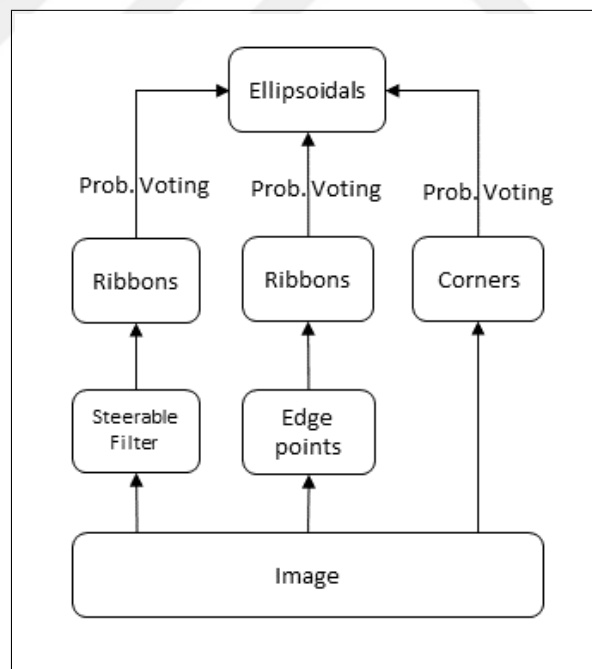 Ellipsoidals
Prob. Voting
Prob. Voting
Prob. Voting
Ribbons
Ribbons
Corners
Steerable
Filter
Edge
points
Image